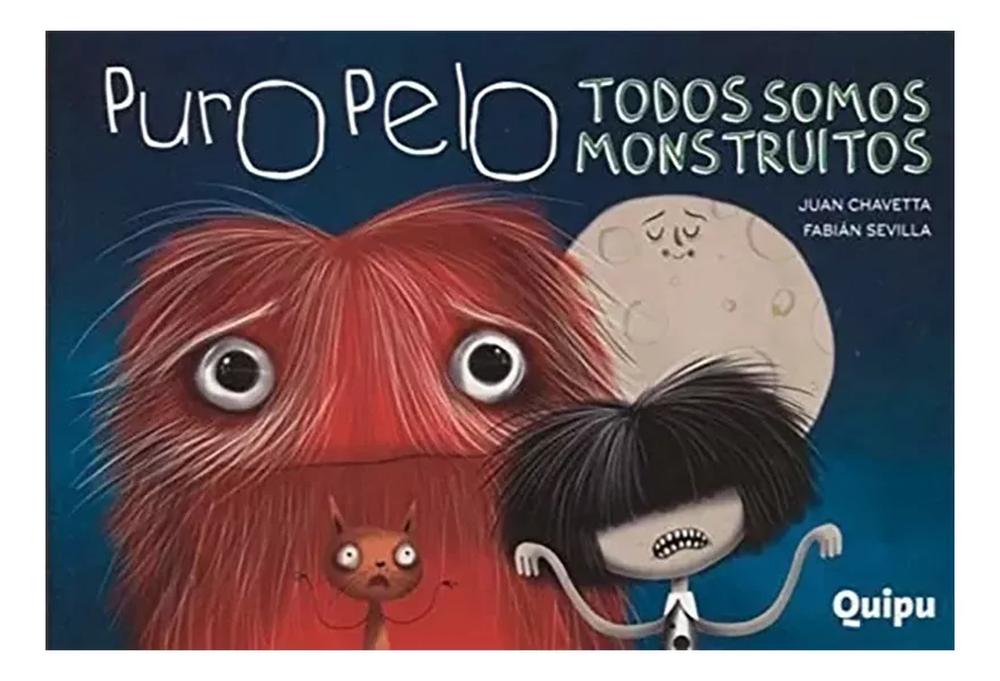 Puro Pelo
TODOS SOMOS
MONSTRUITOS
JUAN CHAVETTA
FABIÁN SEVILLA
Quipu